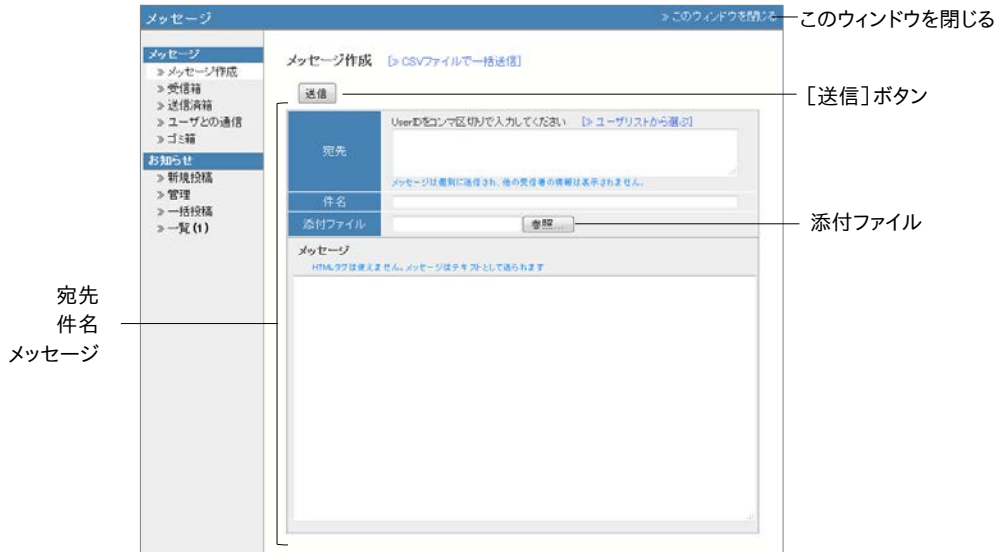 メッセージ
≫このウィンドウを閉じる
このウィンドウを閉じる
メッセージ
≫メッセージ作成
≫受信箱
≫送信済箱
≫ユーザとの通信
≫ゴミ箱
お知らせ
≫新規投稿
≫管理
≫一括投稿
≫一覧(1)
メッセージ作成 [≫CSVファイルで一括送信]
送信
[送信]ボタン
宛先
UserIDをコンマ区切りで入力してください [≫ユーザリストから選ぶ]
メッセージは個別に送信され、他の受信者の情報は表示されません。
件名
添付ファイル
参照...
添付ファイル
メッセージ
HTMLタグは使えません。メッセージはテキストとして送られます
宛先
件名
メッセージ